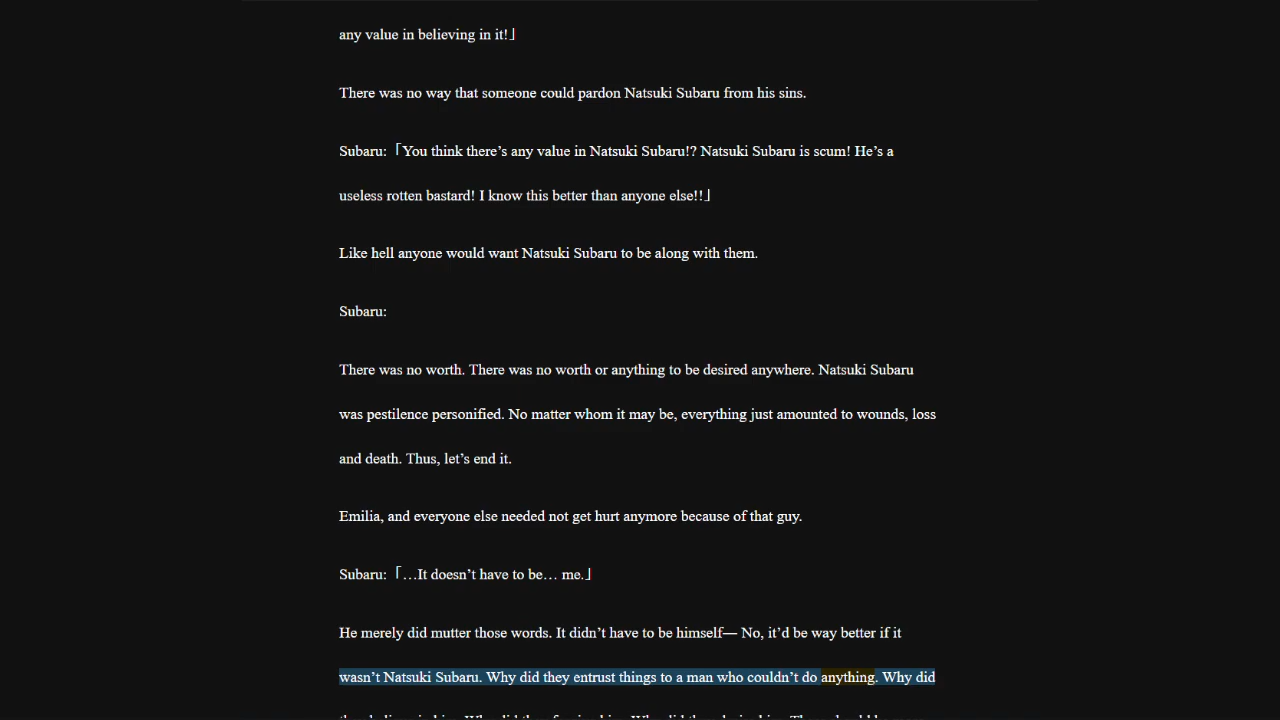 any value in believing in it!｣
There was no way that someone could pardon Natsuki Subaru from his sins.
Subaru:｢You think there’s any value in Natsuki Subaru!? Natsuki Subaru is scum! He’s a
useless rotten bastard! I know this better than anyone else!!｣
Like hell anyone would want Natsuki Subaru to be along with them.
Subaru:
There was no worth. There was no worth or anything to be desired anywhere. Natsuki Subaru
was pestilence personified. No matter whom it may be, everything just amounted to wounds, loss
and death. Thus, let’s end it.
Emilia, and everyone else needed not get hurt anymore because of that guy.
Subaru:｢…It doesn’t have to be… me.｣
He merely did mutter those words. It didn’t have to be himself— No, it’d be way better if it
wasn’t Natsuki Subaru. Why did they entrust things to a man who couldn’t do anything. Why did